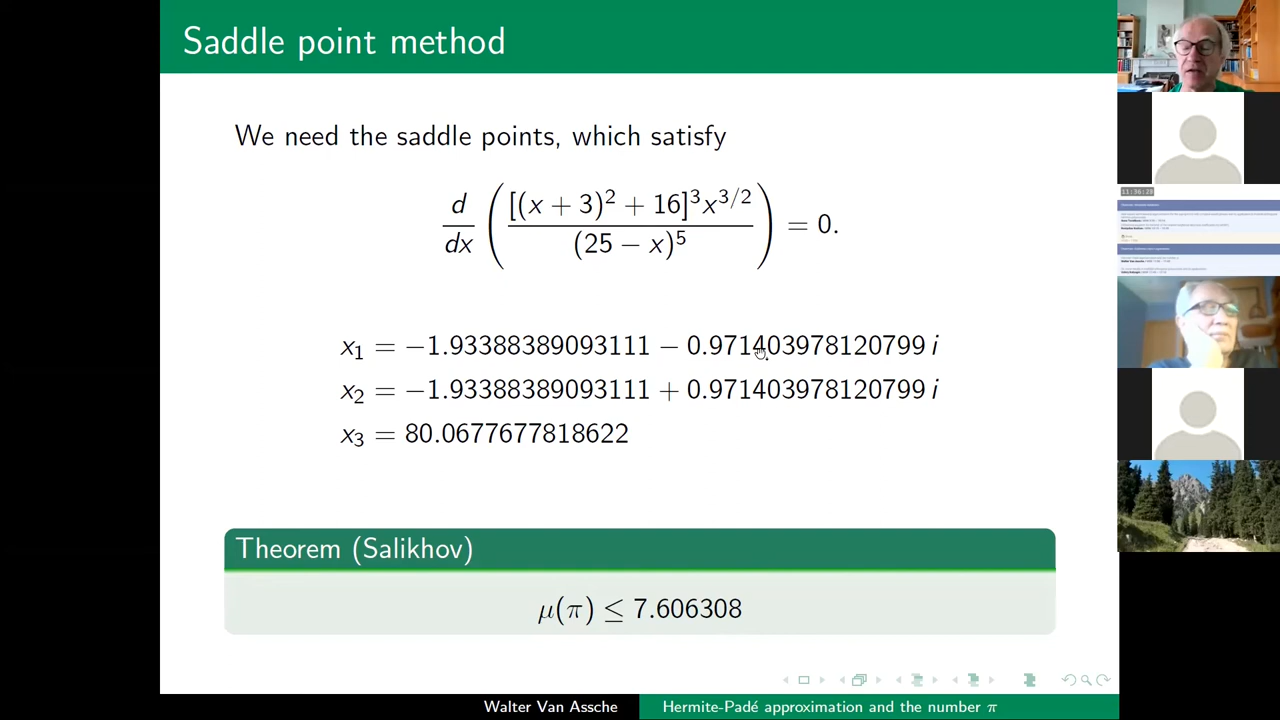 Saddle point method
We need the saddle points, which satisfy
d/dx ( [(x + 3)² + 16]³x^{3/2} / (25 − x)⁵ ) = 0.
x₁ = −1.93388389093111 − 0.971403978120799 i
x₂ = −1.93388389093111 + 0.971403978120799 i
x₃ = 80.0677677818622
Theorem (Salikhov)
μ(π) ≤ 7.606308
Walter Van Assche
Hermite-Padé approximation and the number π